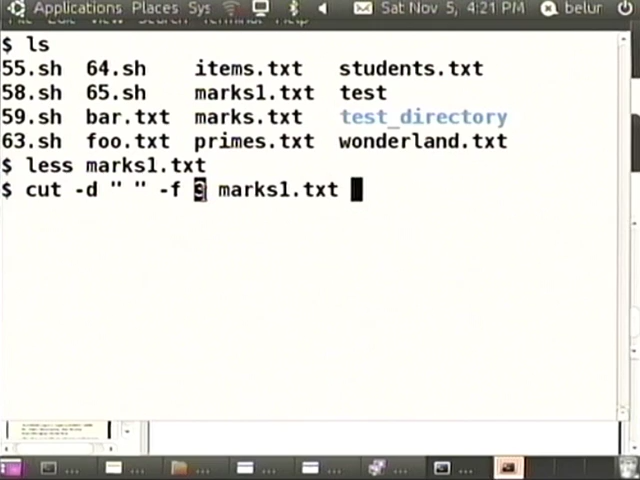 Applications Places Sys Sat Nov 5, 4:21 PM belur
$ ls
55.sh 64.sh items.txt students.txt
58.sh 65.sh marks1.txt test
59.sh bar.txt marks.txt test_directory
63.sh foo.txt primes.txt wonderland.txt
$ less marks1.txt
$ cut -d " " -f 3 marks1.txt